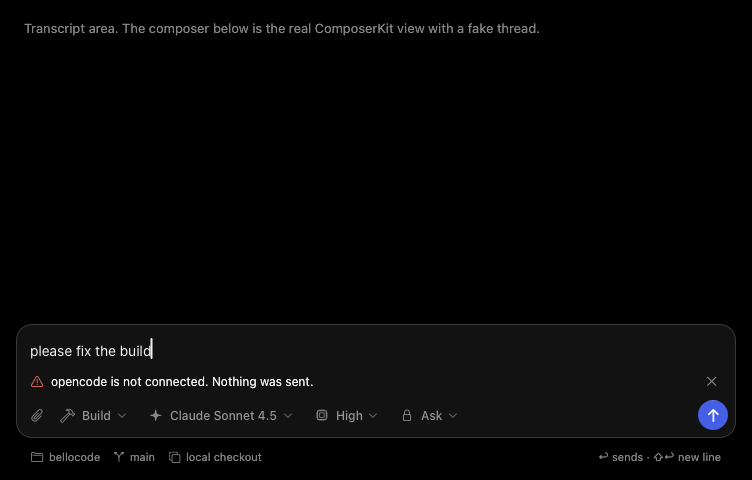 Transcript area. The composer below is the real ComposerKit view with a fake thread.
please fix the build
opencode is not connected. Nothing was sent.
Build Claude Sonnet 4.5 High Ask
bellocode main local checkout ↩ sends · ⇧↩ new line